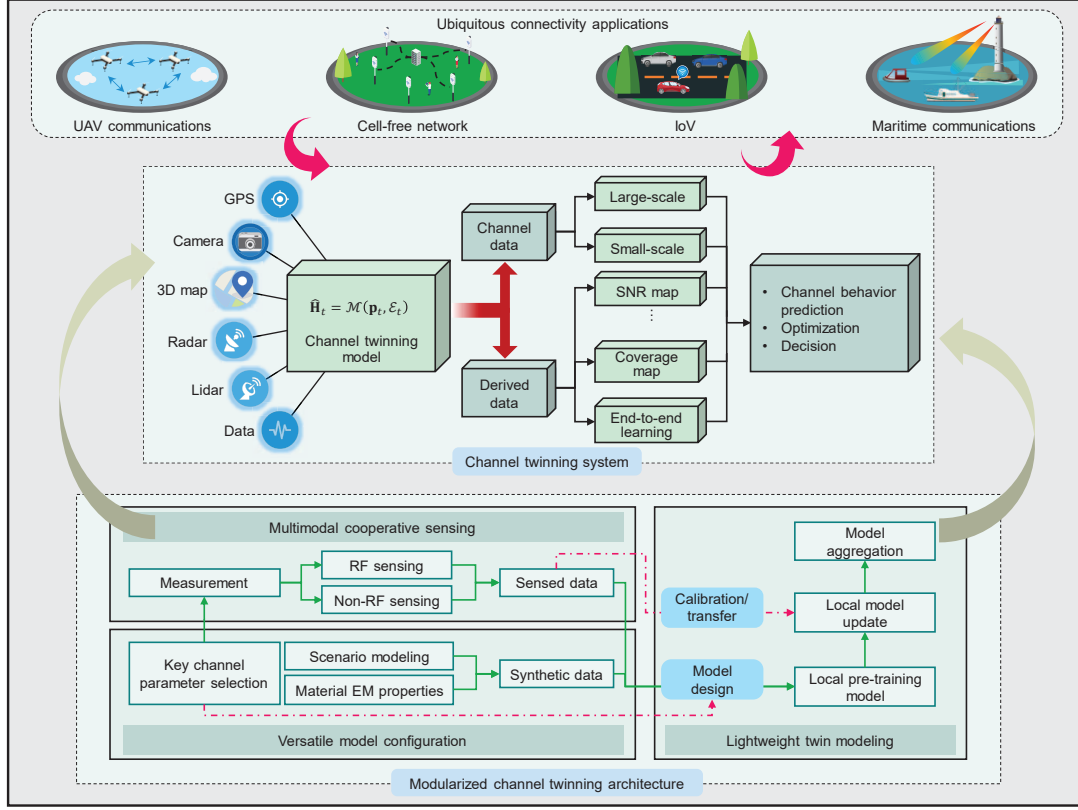 Ubiquitous connectivity applications
UAV communications
Cell-free network
IoV
Maritime communications
GPS
Camera
3D map
Radar
Lidar
Data
Ĥₜ = ℳ(𝐩ₜ, ℰₜ)
Channel twinning
model
Channel
data
Derived
data
Large-scale
Small-scale
SNR map
...
Coverage
map
End-to-end
learning
• Channel behavior
prediction
• Optimization
• Decision
Channel twinning system
Multimodal cooperative sensing
Measurement
RF sensing
Non-RF sensing
Sensed data
Key channel
parameter selection
Scenario modeling
Material EM properties
Synthetic data
Versatile model configuration
Calibration/
transfer
Model
design
Model
aggregation
Local model
update
Local pre-training
model
Lightweight twin modeling
Modularized channel twinning architecture